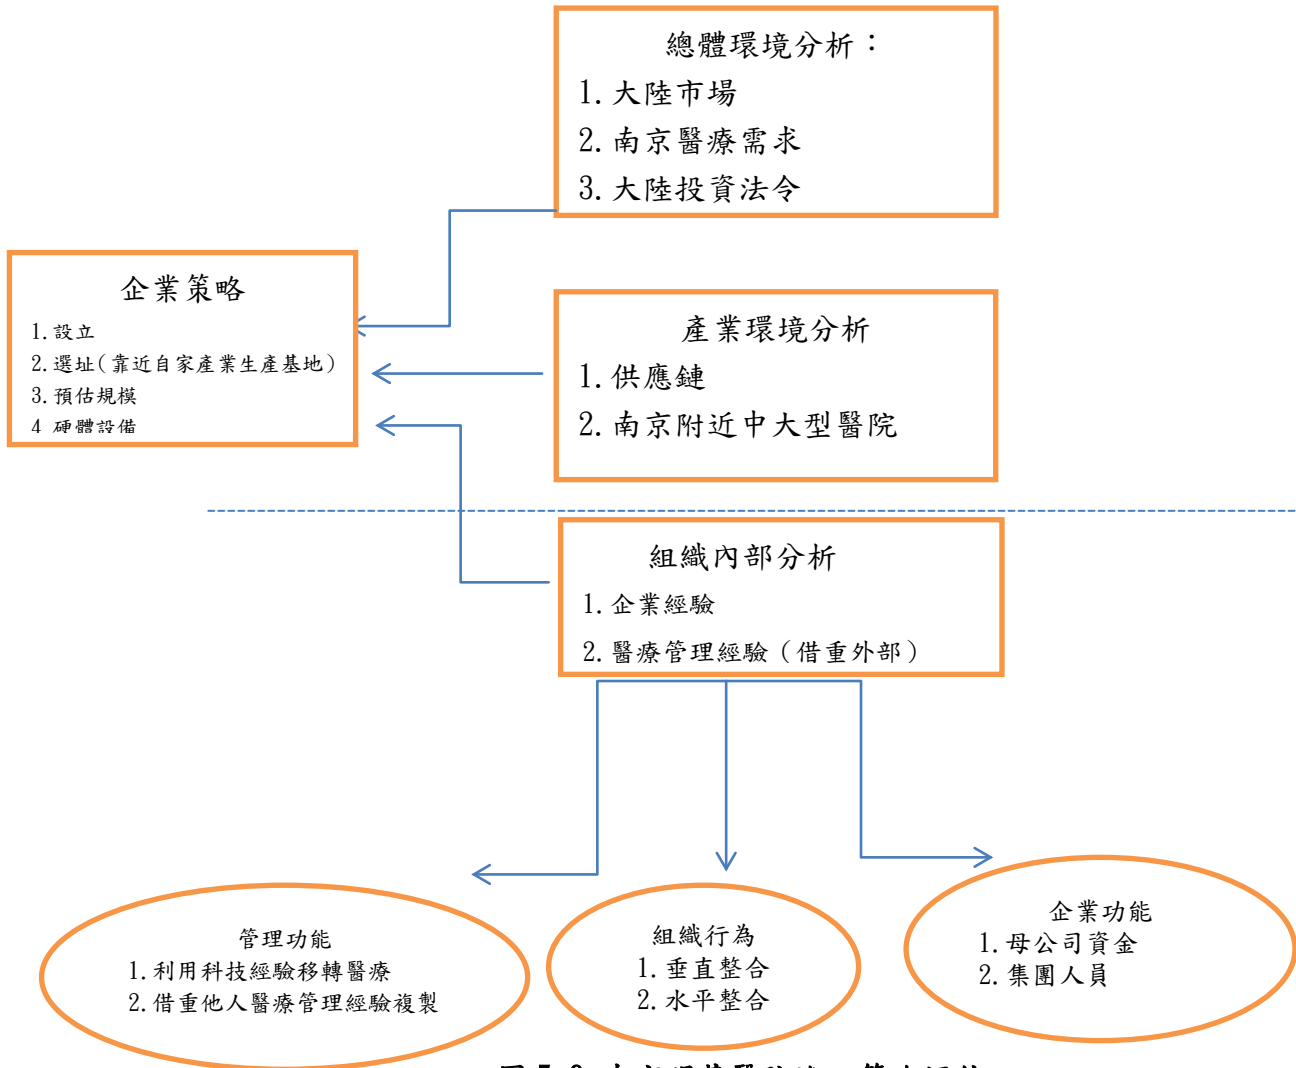 總體環境分析：
1.大陸市場
2.南京醫療需求
3.大陸投資法令
企業策略
1.設立
2.選址(靠近自家產業生產基地)
3.預估規模
4 硬體設備
產業環境分析
1.供應鏈
2.南京附近中大型醫院
組織內部分析
1.企業經驗
2.醫療管理經驗（借重外部）
管理功能
1.利用科技經驗移轉醫療
2.借重他人醫療管理經驗複製
組織行為
1.垂直整合
2.水平整合
企業功能
1.母公司資金
2.集團人員